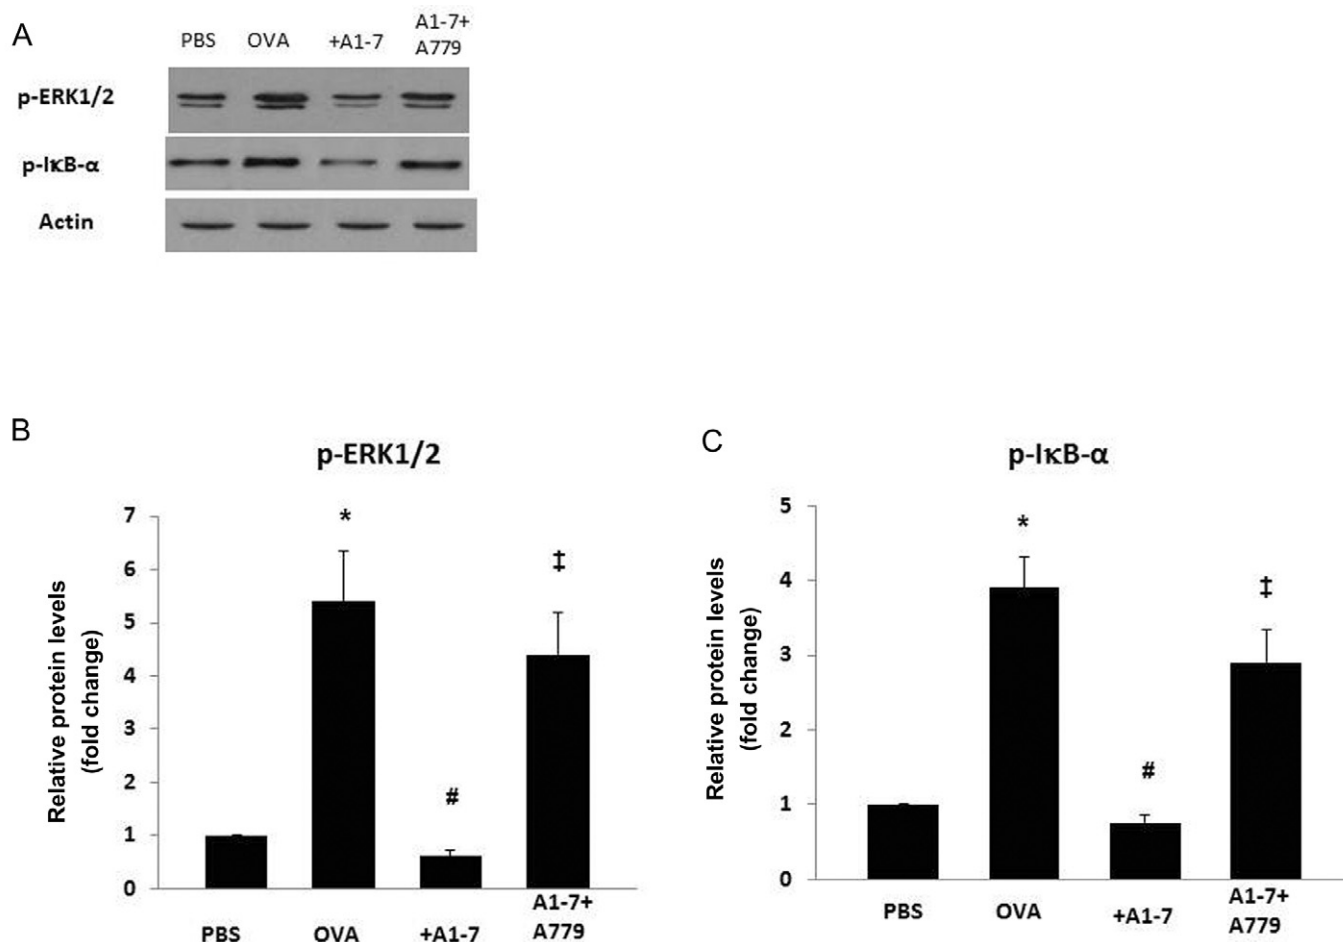 A
PBS OVA +A1-7 A1-7+
A779
p-ERK1/2
p-IκB-α
Actin
B
p-ERK1/2
Relative protein levels
(fold change)
7
6
5
4
3
2
1
0
*
#
‡
PBS OVA +A1-7 A1-7+
A779
C
p-IκB-α
Relative protein levels
(fold change)
5
4
3
2
1
0
*
#
‡
PBS OVA +A1-7 A1-7+
A779